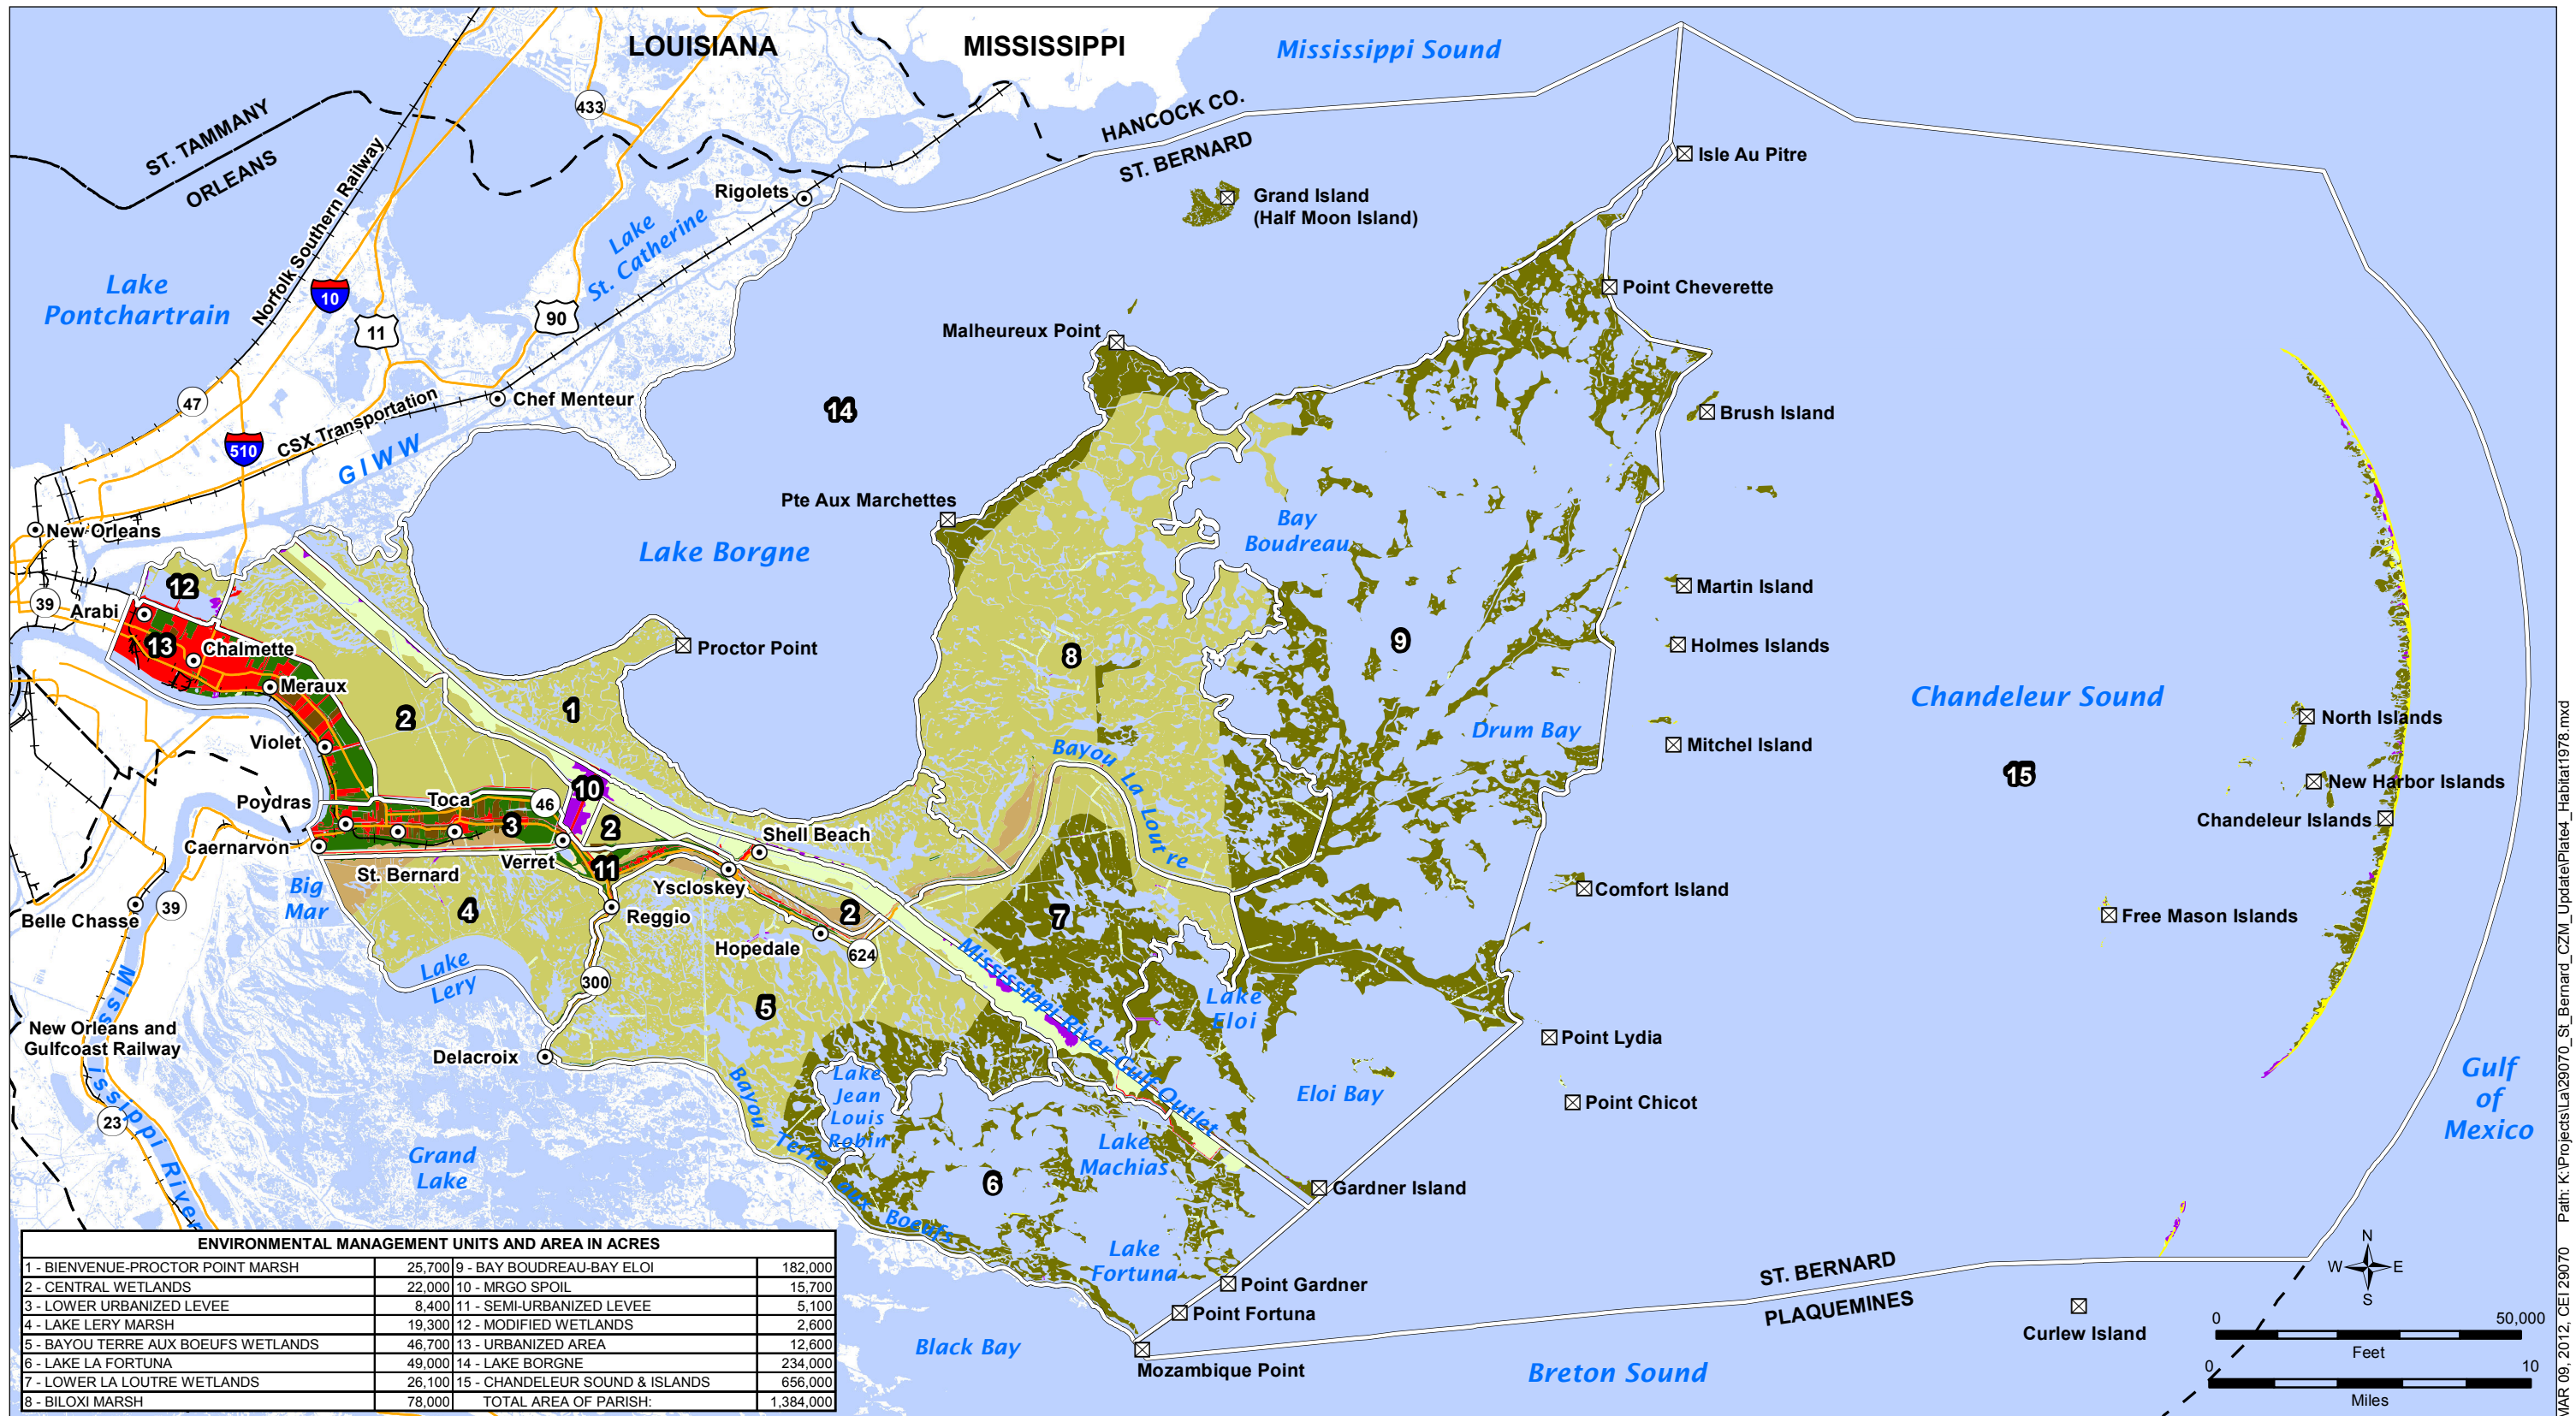 LOUISIANA
MISSISSIPPI
Mississippi Sound
ST. TAMMANY
ORLEANS
433
HANCOCK CO.
ST. BERNARD
Isle Au Pitre
Norfolk Southern Railway
Rigolets
Grand Island
(Half Moon Island)
Lake
St. Catherine
Lake
Pontchartrain
10
11
90
Point Cheverette
Malheureux Point
47
CSX Transportation
Chef Menteur
14
Brush Island
510
GIWW
Pte Aux Marchettes
New Orleans
Bay
Boudreau
Lake Borgne
12
39
Arabi
Martin Island
13
Chalmette
Proctor Point
8
9
Holmes Islands
Meraux
2
1
Chandeleur Sound
North Islands
Violet
Drum Bay
Mitchel Island
Bayou La Loutre
15
New Harbor Islands
10
Poydras
Toca
46
3
2
Shell Beach
Chandeleur Islands
Caernarvon
Verret
St. Bernard
11
Yscloskey
Big
Mar
Comfort Island
Belle Chasse
39
4
Reggio
2
7
Free Mason Islands
Hopedale
624
Mississippi River Gulf Outlet
Lake
Lery
300
5
Lake
Eloi
New Orleans and
Gulfcoast Railway
Delacroix
Point Lydia
Mississippi River
Lake
Jean
Louis
Robin
Eloi Bay
Point Chicot
Gulf
of
Mexico
23
Bayou Terre aux Boeufs
Grand
Lake
Lake
Machias
6
Gardner Island
Lake
Fortuna
Point Gardner
Point Fortuna
Mozambique Point
Black Bay
Breton Sound
ST. BERNARD
PLAQUEMINES
Curlew Island
N
W E
S
0 50,000
Feet
0 10
Miles
ENVIRONMENTAL MANAGEMENT UNITS AND AREA IN ACRES
1 - BIENVENUE-PROCTOR POINT MARSH 25,700 9 - BAY BOUDREAU-BAY ELOI 182,000
2 - CENTRAL WETLANDS 22,000 10 - MRGO SPOIL 15,700
3 - LOWER URBANIZED LEVEE 8,400 11 - SEMI-URBANIZED LEVEE 5,100
4 - LAKE LERY MARSH 19,300 12 - MODIFIED WETLANDS 2,600
5 - BAYOU TERRE AUX BOEUFS WETLANDS 46,700 13 - URBANIZED AREA 12,600
6 - LAKE LA FORTUNA 49,000 14 - LAKE BORGNE 234,000
7 - LOWER LA LOUTRE WETLANDS 26,100 15 - CHANDELEUR SOUND & ISLANDS 656,000
8 - BILOXI MARSH 78,000 TOTAL AREA OF PARISH: 1,384,000
MAR 09, 2012, CEI 29070 Path: K:\Projects\La\29070_St_Bernard_CZM_Update\Plate4_Habitat1978.mxd